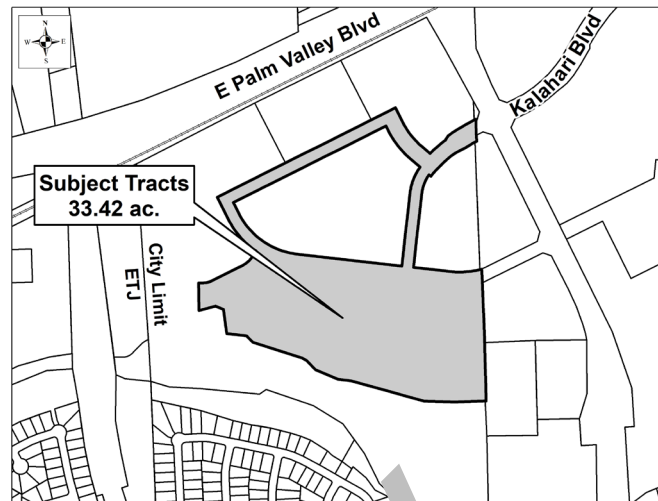 N
W E
S
E Palm Valley Blvd
Kalahari Blvd
Subject Tracts
33.42 ac.
City Limit
ETJ